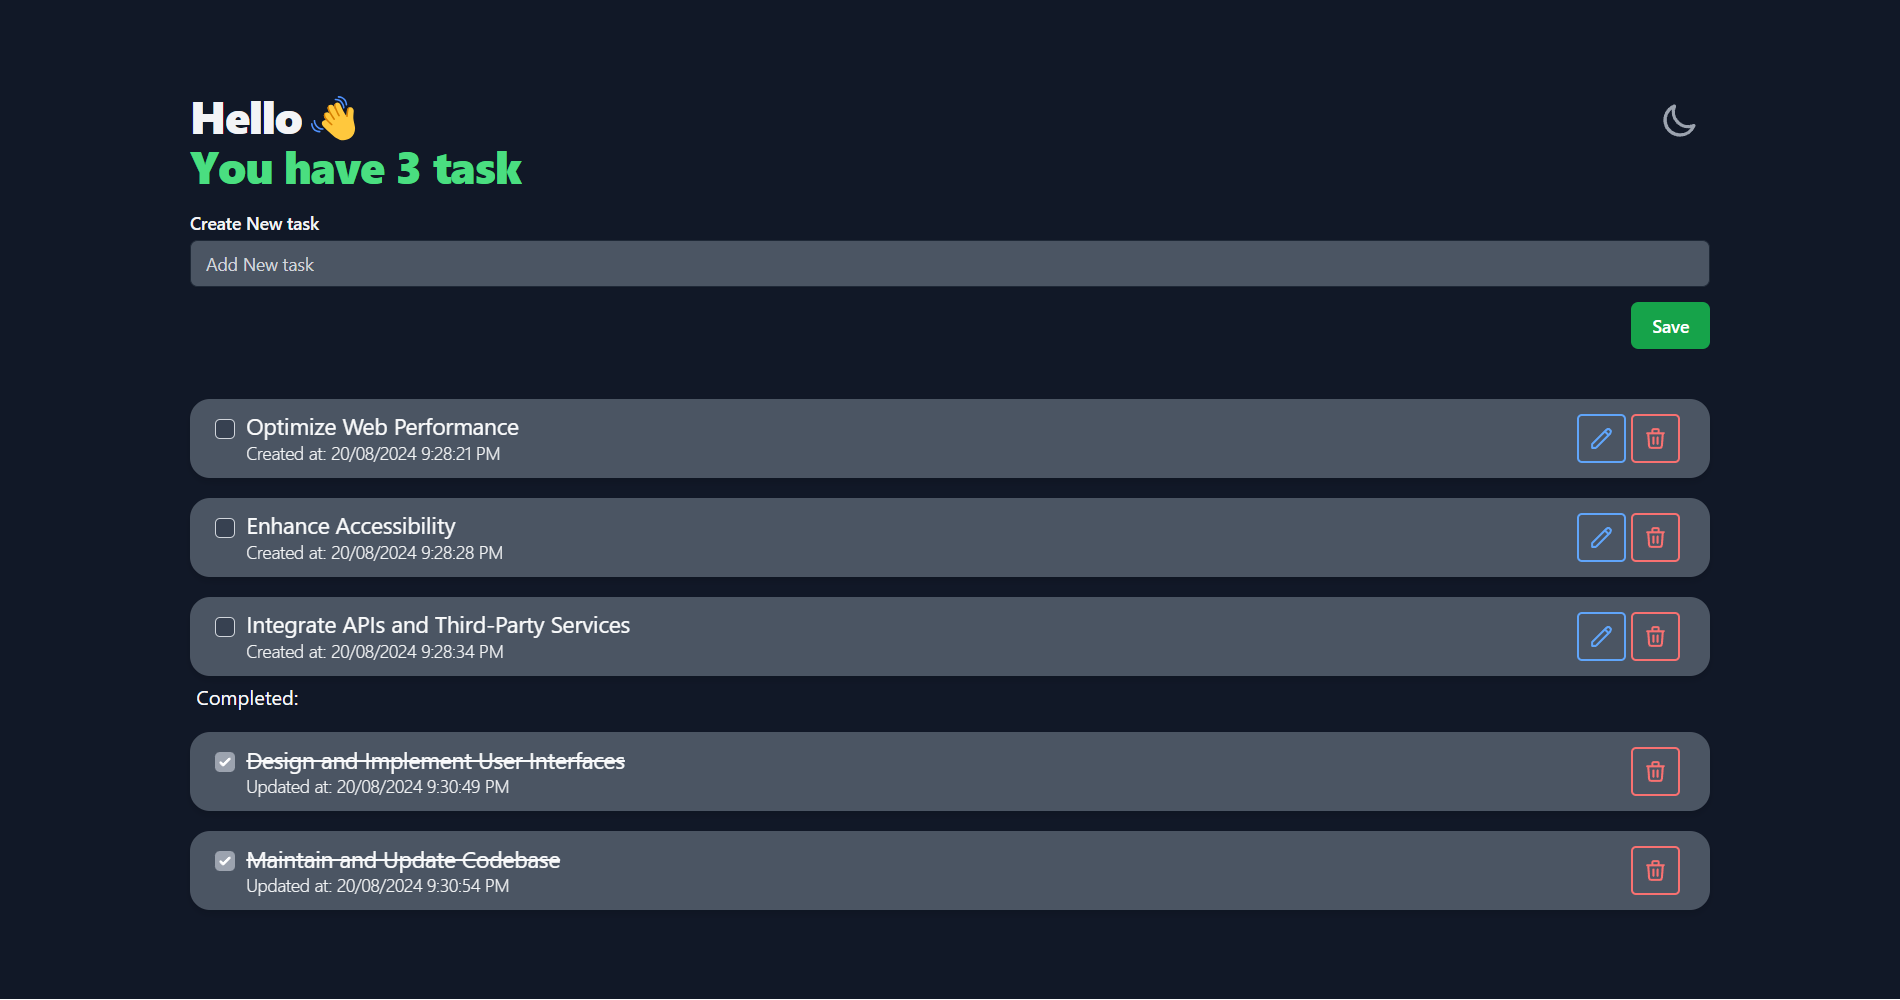 Hello 👋
You have 3 task
Create New task
Add New task
Save
Optimize Web Performance
Created at: 20/08/2024 9:28:21 PM
Enhance Accessibility
Created at: 20/08/2024 9:28:28 PM
Integrate APIs and Third-Party Services
Created at: 20/08/2024 9:28:34 PM
Completed:
Design and Implement User Interfaces
Updated at: 20/08/2024 9:30:49 PM
Maintain and Update Codebase
Updated at: 20/08/2024 9:30:54 PM